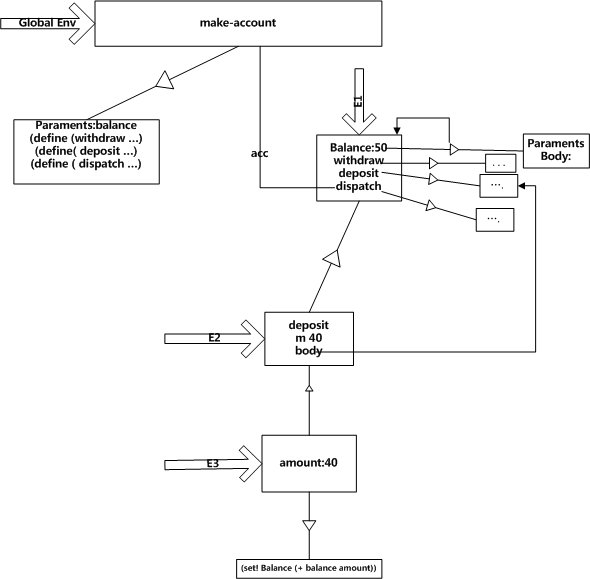 Global Env
make-account
E1
Paraments:balance
(define (withdraw ...)
(define( deposit ...)
(define ( dispatch ...)
acc
Balance:50
withdraw
deposit
dispatch
Paraments
Body:
...
....
....
E2
deposit
m 40
body
E3
amount:40
(set! Balance (+ balance amount))